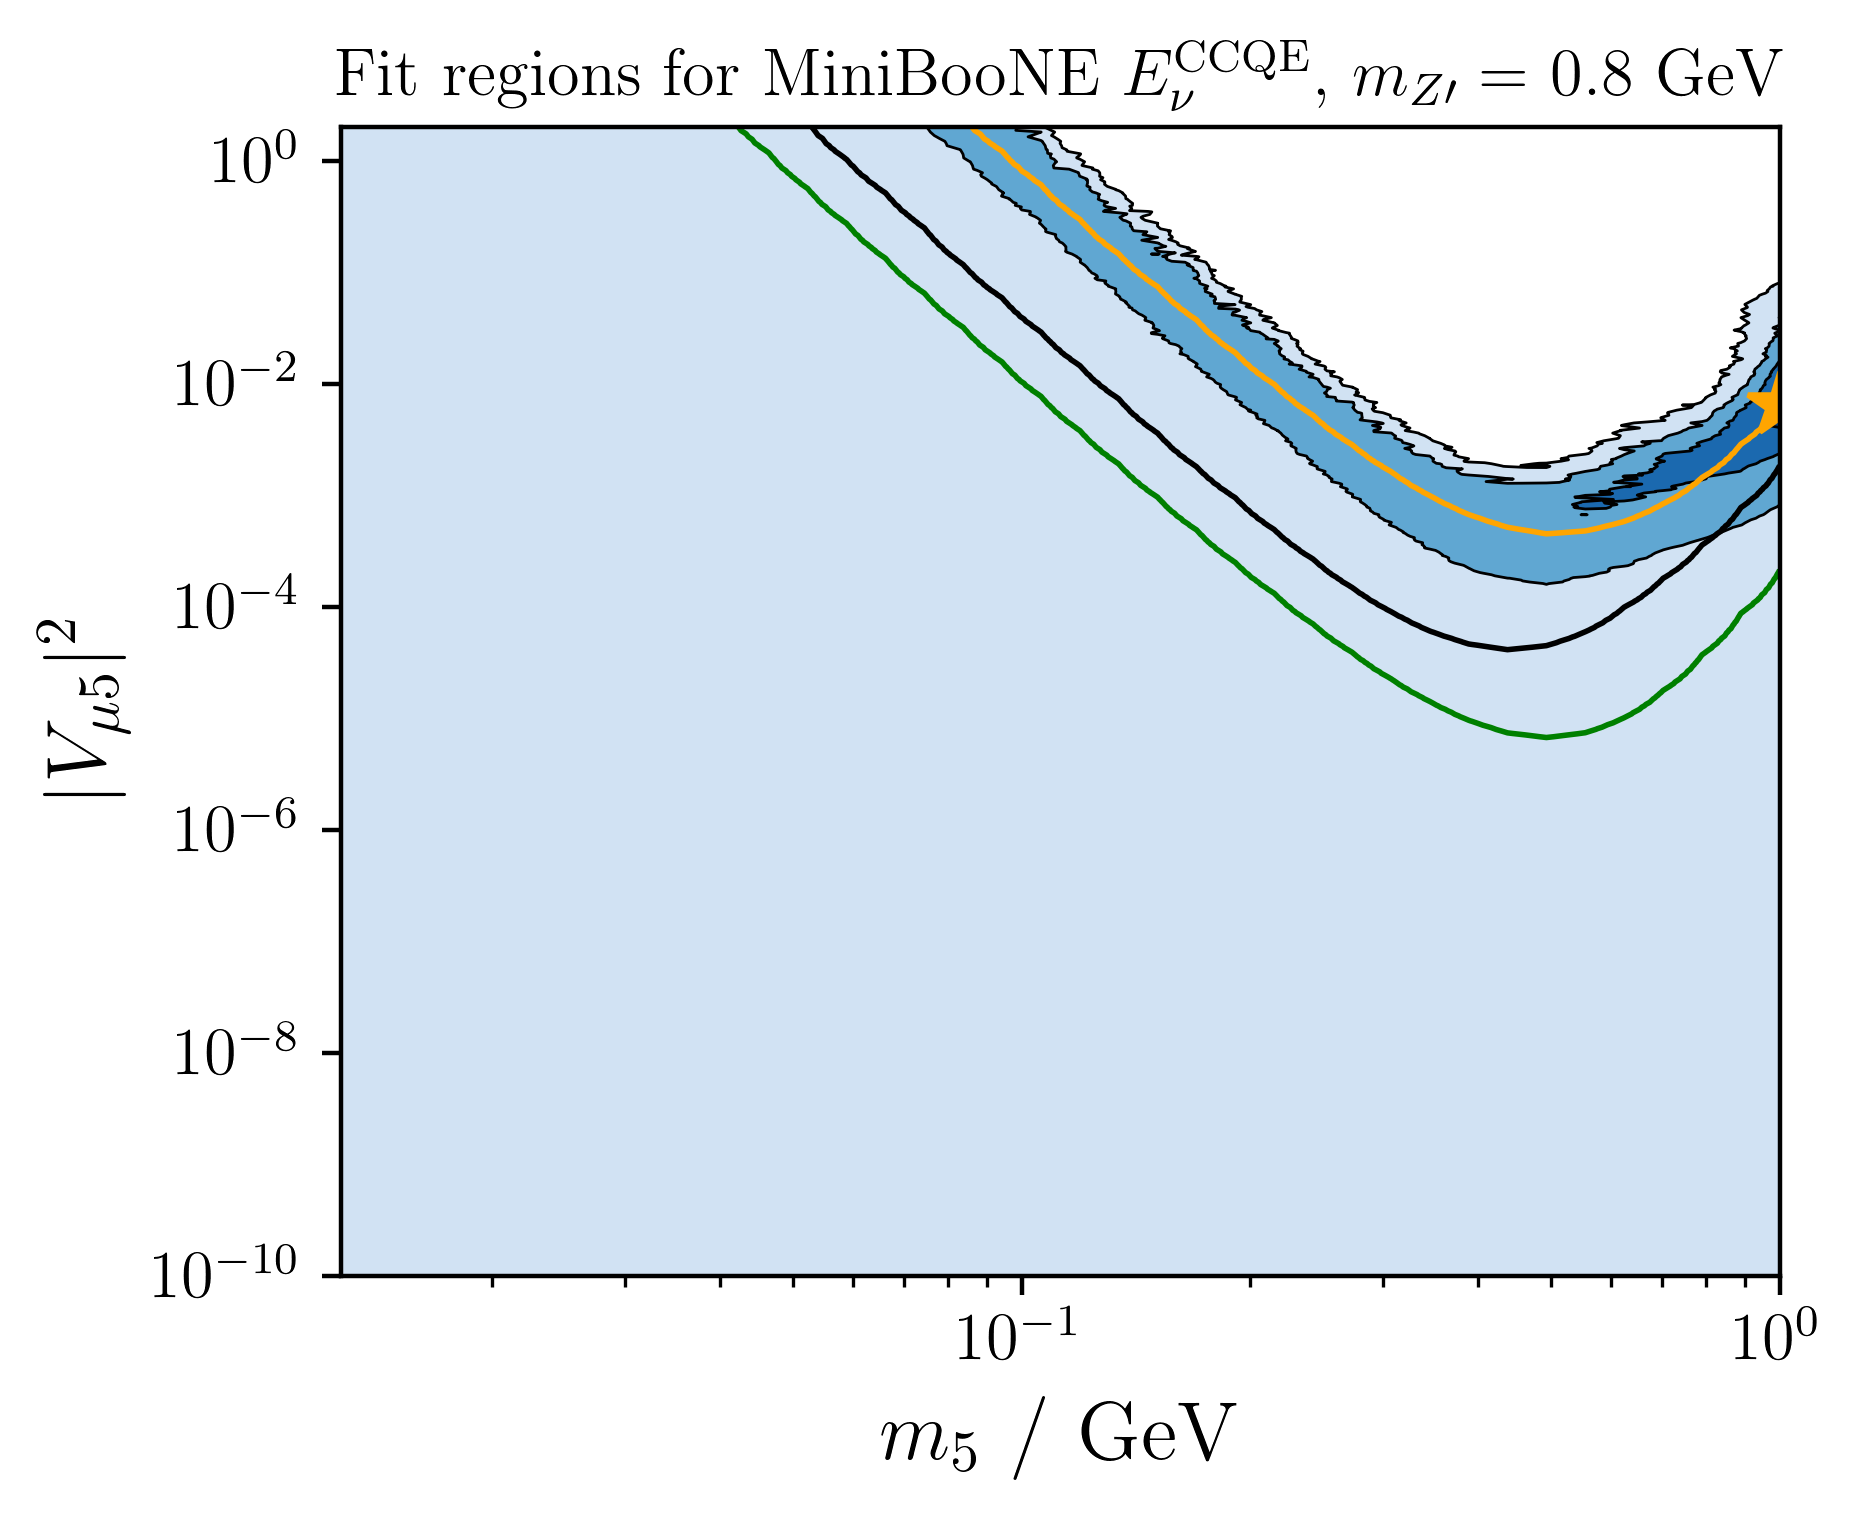 Fit regions for MiniBooNE $E_{\nu}^{\mathrm{CCQE}}$, $m_{Z\prime} = 0.8$ GeV
$10^{0}$
$10^{-2}$
$10^{-4}$
$10^{-6}$
$10^{-8}$
$10^{-10}$
$|V_{\mu 5}|^2$
$10^{-1}$
$10^{0}$
$m_5$ / GeV